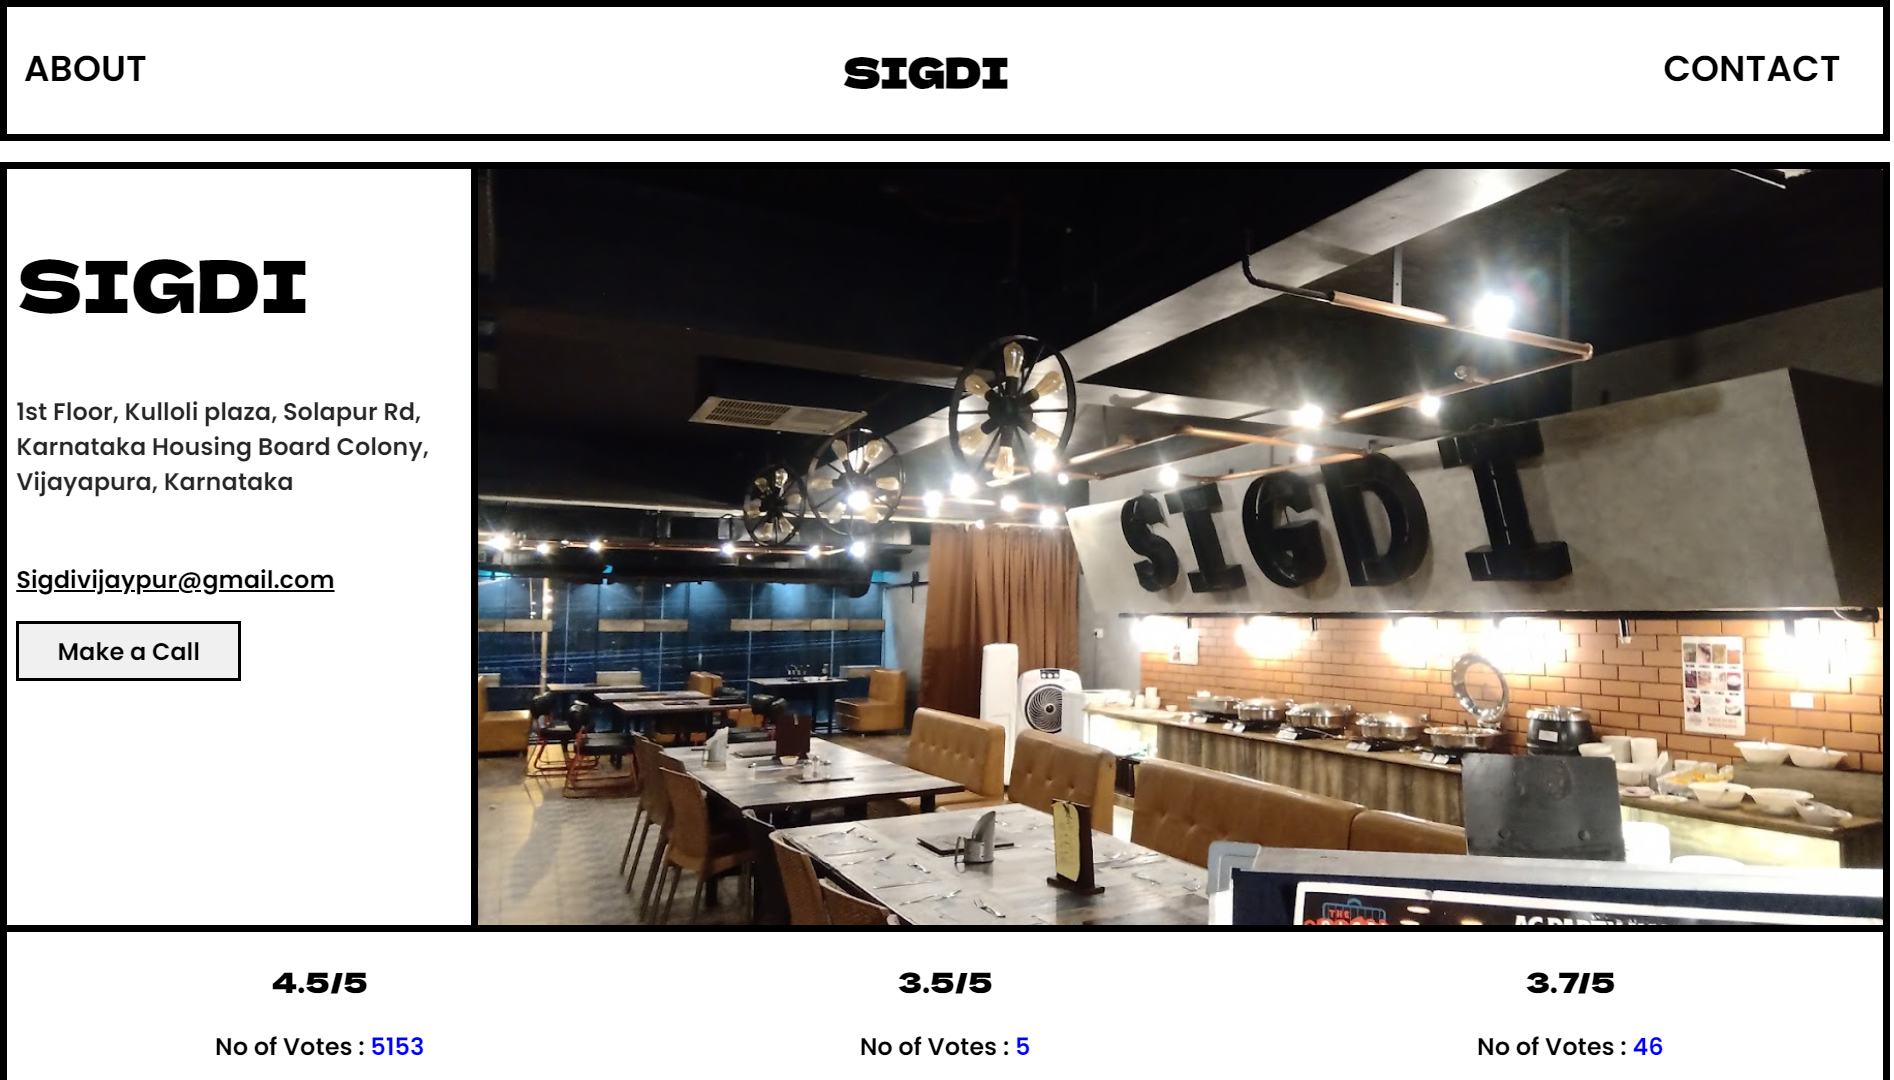 ABOUT
SIGDI
CONTACT
SIGDI
1st Floor, Kulloli plaza, Solapur Rd,
Karnataka Housing Board Colony,
Vijayapura, Karnataka
Sigdivijaypur@gmail.com
Make a Call
SIGDI
THE
4.5/5
3.5/5
3.7/5
No of Votes : 5153
No of Votes : 5
No of Votes : 46